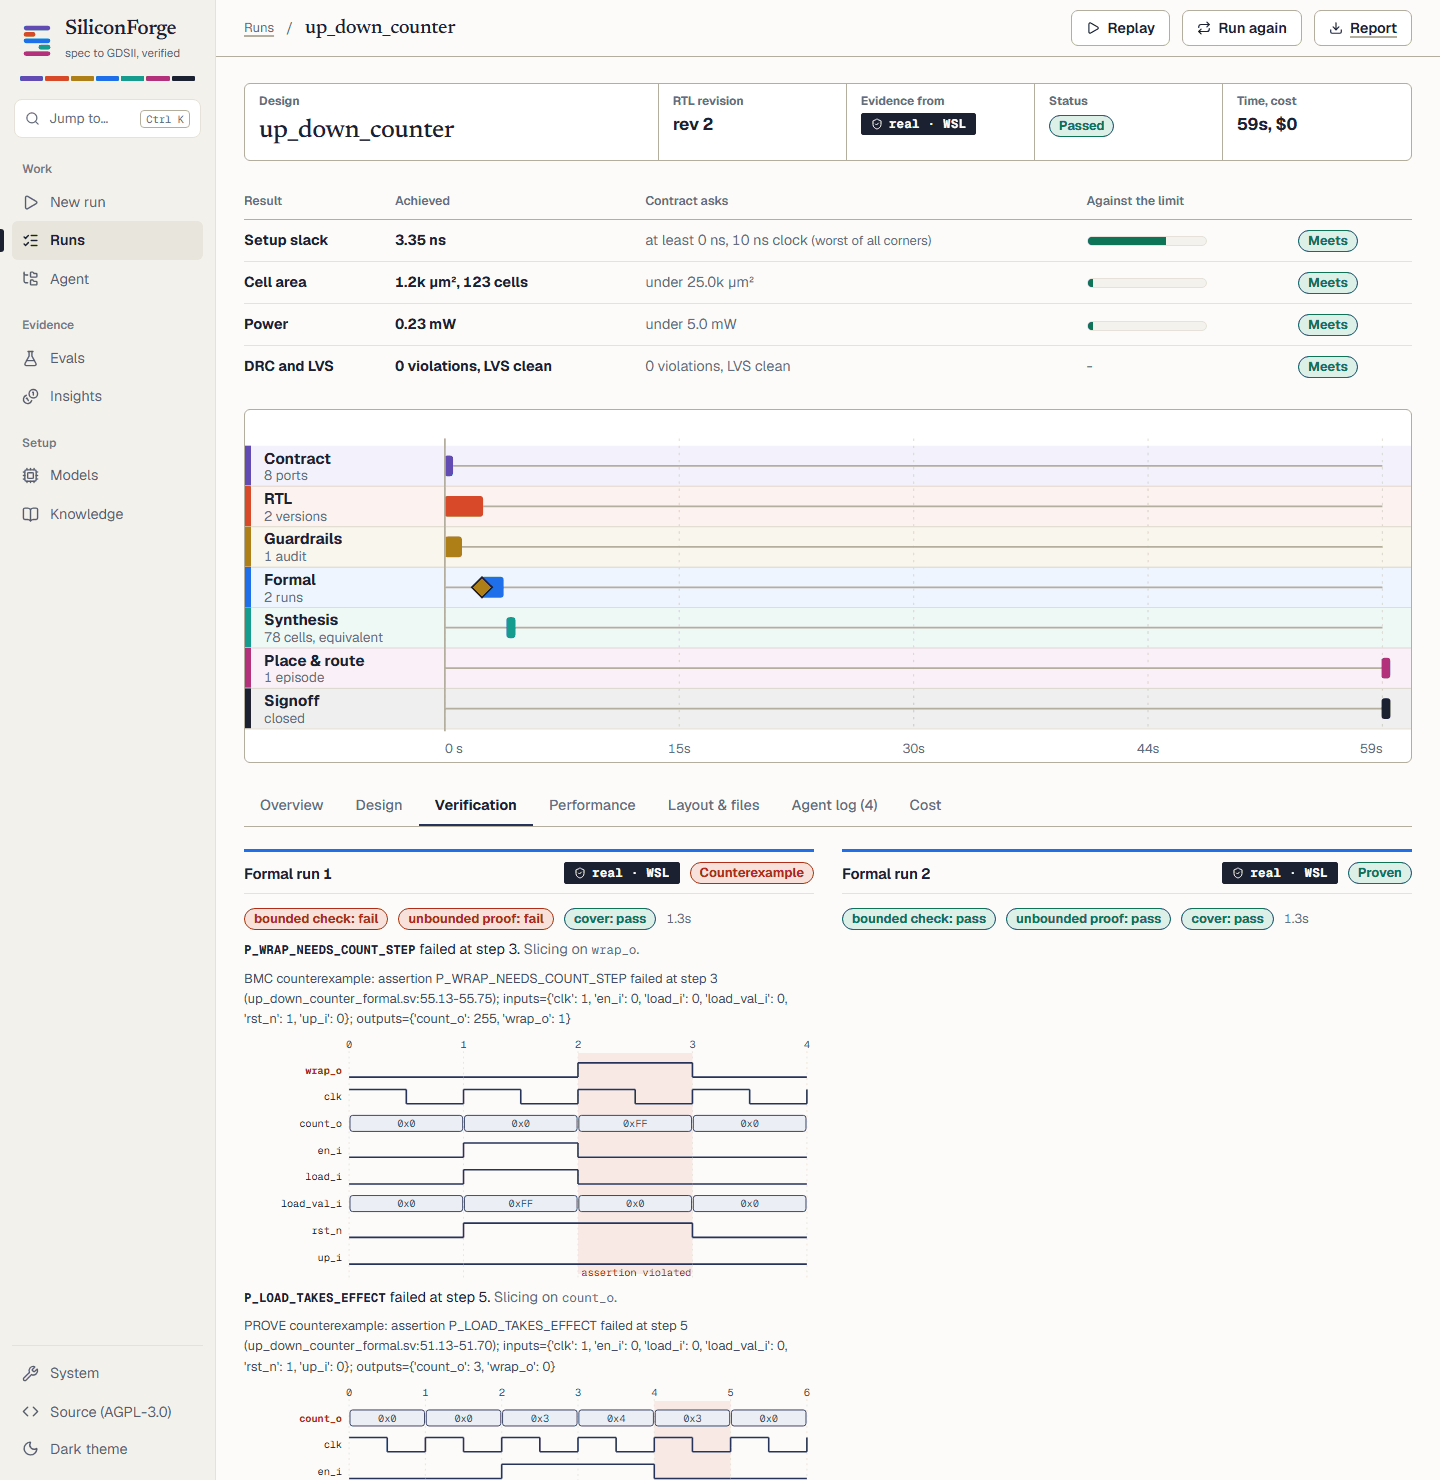 SiliconForge
spec to GDSII, verified
Jump to... Ctrl K
Work
New run
Runs
Agent
Evidence
Evals
Insights
Setup
Models
Knowledge
System
Source (AGPL-3.0)
Dark theme
Runs / up_down_counter
Replay
Run again
Report
Design
up_down_counter
RTL revision
rev 2
Evidence from
real · WSL
Status
Passed
Time, cost
59s, $0
Result Achieved Contract asks Against the limit
Setup slack 3.35 ns at least 0 ns, 10 ns clock (worst of all corners) Meets
Cell area 1.2k µm², 123 cells under 25.0k µm² Meets
Power 0.23 mW under 5.0 mW Meets
DRC and LVS 0 violations, LVS clean 0 violations, LVS clean - Meets
Contract
8 ports
RTL
2 versions
Guardrails
1 audit
Formal
2 runs
Synthesis
78 cells, equivalent
Place & route
1 episode
Signoff
closed
0 s 15s 30s 44s 59s
Overview Design Verification Performance Layout & files Agent log (4) Cost
Formal run 1 real · WSL Counterexample
bounded check: fail unbounded proof: fail cover: pass 1.3s
P_WRAP_NEEDS_COUNT_STEP failed at step 3. Slicing on wrap_o.
BMC counterexample: assertion P_WRAP_NEEDS_COUNT_STEP failed at step 3
(up_down_counter_formal.sv:55.13-55.75); inputs={'clk': 1, 'en_i': 0, 'load_i': 0, 'load_val_i': 0,
'rst_n': 1, 'up_i': 0}; outputs={'count_o': 255, 'wrap_o': 1}
0 1 2 3 4
wrap_o
clk
count_o 0x0 0x0 0xFF 0x0
en_i
load_i
load_val_i 0x0 0xFF 0x0 0x0
rst_n
up_i
assertion violated
P_LOAD_TAKES_EFFECT failed at step 5. Slicing on count_o.
PROVE counterexample: assertion P_LOAD_TAKES_EFFECT failed at step 5
(up_down_counter_formal.sv:51.13-51.70); inputs={'clk': 1, 'en_i': 0, 'load_i': 0, 'load_val_i': 0,
'rst_n': 1, 'up_i': 0}; outputs={'count_o': 3, 'wrap_o': 0}
0 1 2 3 4 5 6
count_o 0x0 0x0 0x3 0x4 0x3 0x0
clk
en_i
Formal run 2 real · WSL Proven
bounded check: pass unbounded proof: pass cover: pass 1.3s